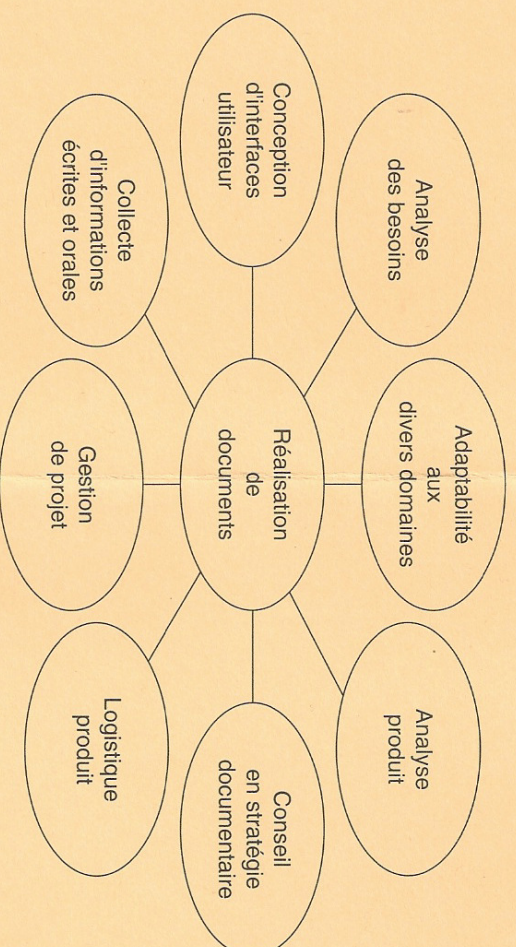 Conception
d'interfaces
utilisateur
Analyse
des besoins
Collecte
d'informations
écrites et orales
Adaptabilité
aux
divers domaines
Réalisation
de
documents
Gestion
de projet
Analyse
produit
Conseil
en stratégie
documentaire
Logistique
produit